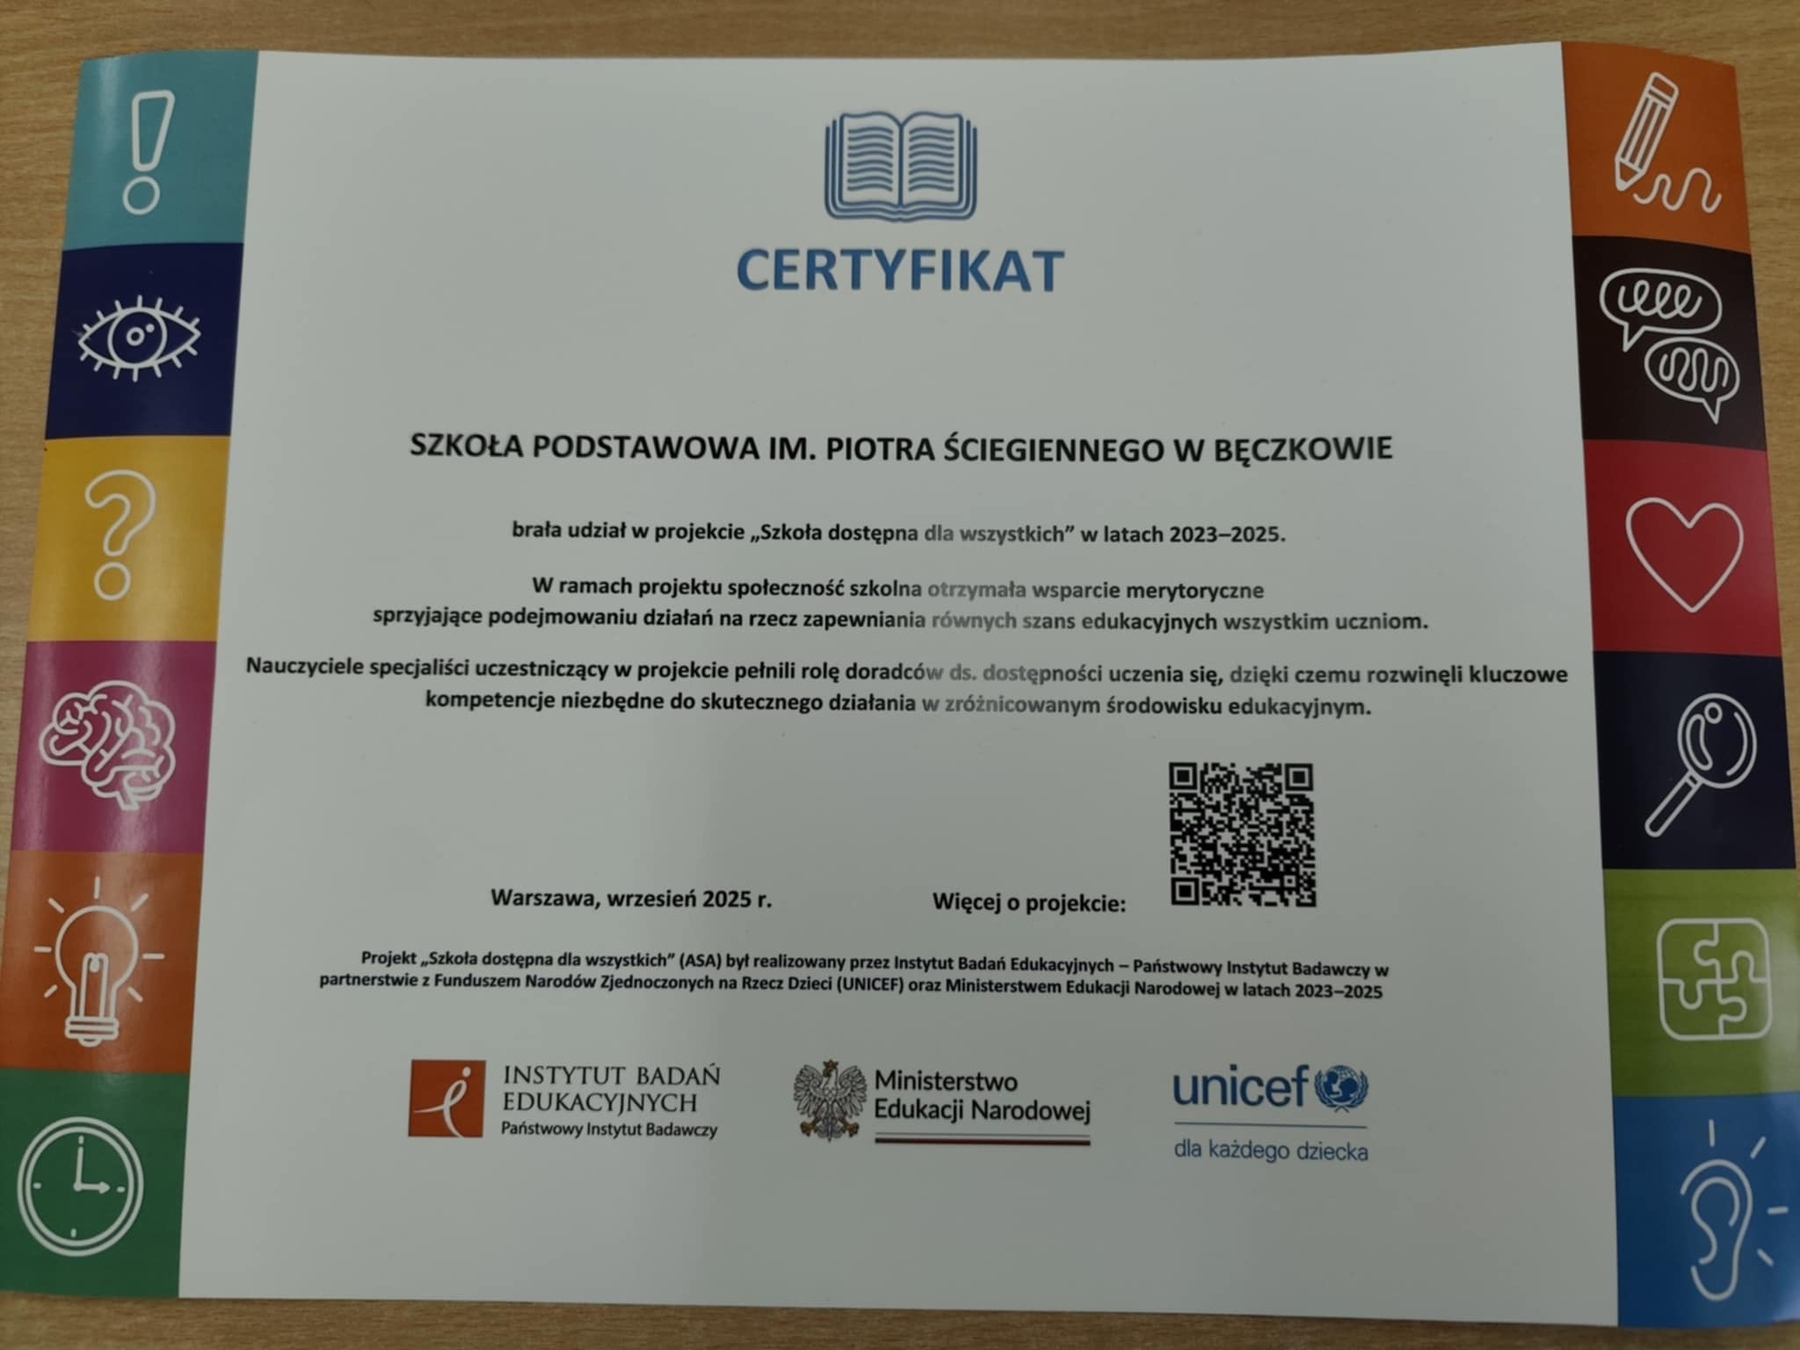 CERTYFIKAT
SZKOŁA PODSTAWOWA IM. PIOTRA ŚCIEGIENNEGO W BĘCZKOWIE
brała udział w projekcie „Szkoła dostępna dla wszystkich” w latach 2023–2025.
W ramach projektu społeczność szkolna otrzymała wsparcie merytoryczne
sprzyjające podejmowaniu działań na rzecz zapewniania równych szans edukacyjnych wszystkim uczniom.
Nauczyciele specjaliści uczestniczący w projekcie pełnili rolę doradców ds. dostępności uczenia się, dzięki czemu rozwinęli kluczowe
kompetencje niezbędne do skutecznego działania w zróżnicowanym środowisku edukacyjnym.
Warszawa, wrzesień 2025 r.
Więcej o projekcie:
Projekt „Szkoła dostępna dla wszystkich” (ASA) był realizowany przez Instytut Badań Edukacyjnych – Państwowy Instytut Badawczy w
partnerstwie z Funduszem Narodów Zjednoczonych na Rzecz Dzieci (UNICEF) oraz Ministerstwem Edukacji Narodowej w latach 2023–2025
INSTYTUT BADAŃ
EDUKACYJNYCH
Państwowy Instytut Badawczy
Ministerstwo
Edukacji Narodowej
unicef
dla każdego dziecka